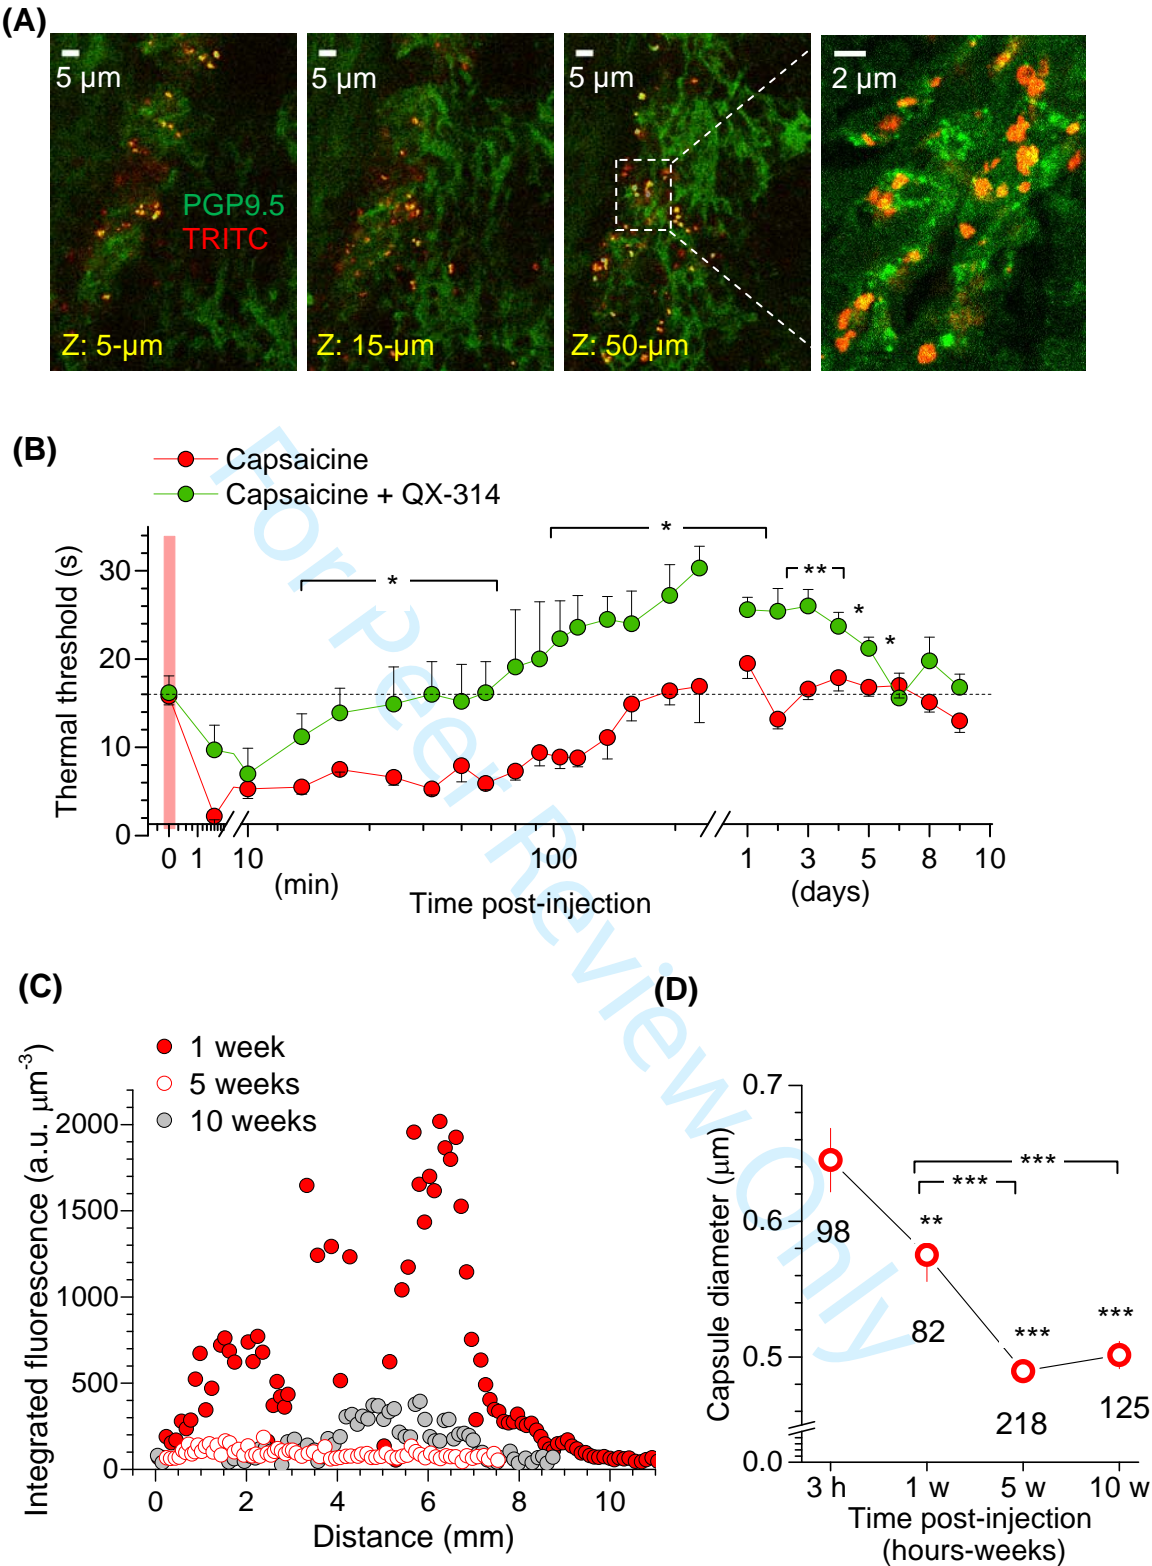 (A)
5 μm
5 μm
5 μm
2 μm
PGP9.5
TRITC
Z: 5-μm
Z: 15-μm
Z: 50-μm
(B)
Capsaicine
Capsaicine + QX-314
Thermal threshold (s)
30
20
10
0
*
*
**
*
*
0 1 10 100 1 3 5 8 10
(min)
(days)
Time post-injection
For Peer Review Only
(C)
1 week
5 weeks
10 weeks
Integrated fluorescence (a.u. μm-3)
2000
1500
1000
500
0
0 2 4 6 8 10
Distance (mm)
(D)
Capsule diameter (μm)
0.7
0.6
0.5
0.0
***
***
**
***
***
98
82
218
125
3 h 1 w 5 w 10 w
Time post-injection
(hours-weeks)